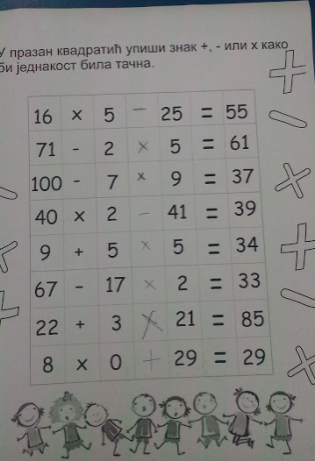 У празан квадратић упиши знак +, - или x како
би једнакост била тачна.
16 x 5 - 25 = 55
71 - 2 x 5 = 61
100 - 7 x 9 = 37
40 x 2 - 41 = 39
9 + 5 x 5 = 34
67 - 17 x 2 = 33
22 + 3 x 21 = 85
8 x 0 + 29 = 29